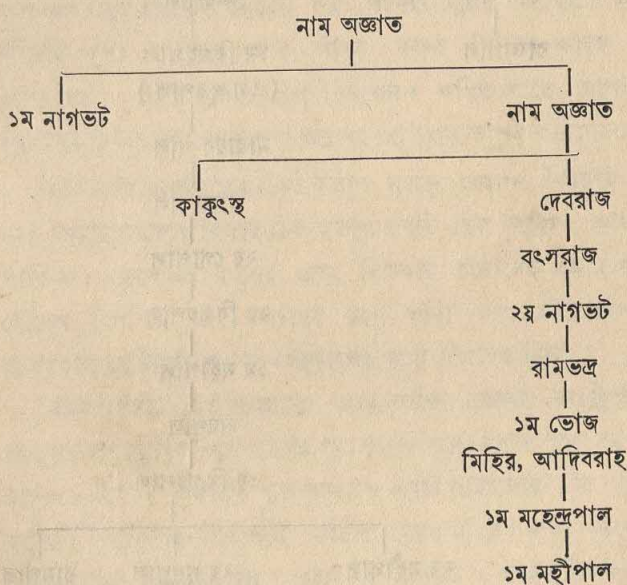 নাম অজ্ঞাত
১ম নাগভট
নাম অজ্ঞাত
কাকুৎস্থ
দেবরাজ
বৎসরাজ
২য় নাগভট
রামভদ্র
১ম ভোজ
মিহির, আদিবরাহ
১ম মহেন্দ্রপাল
১ম মহীপাল